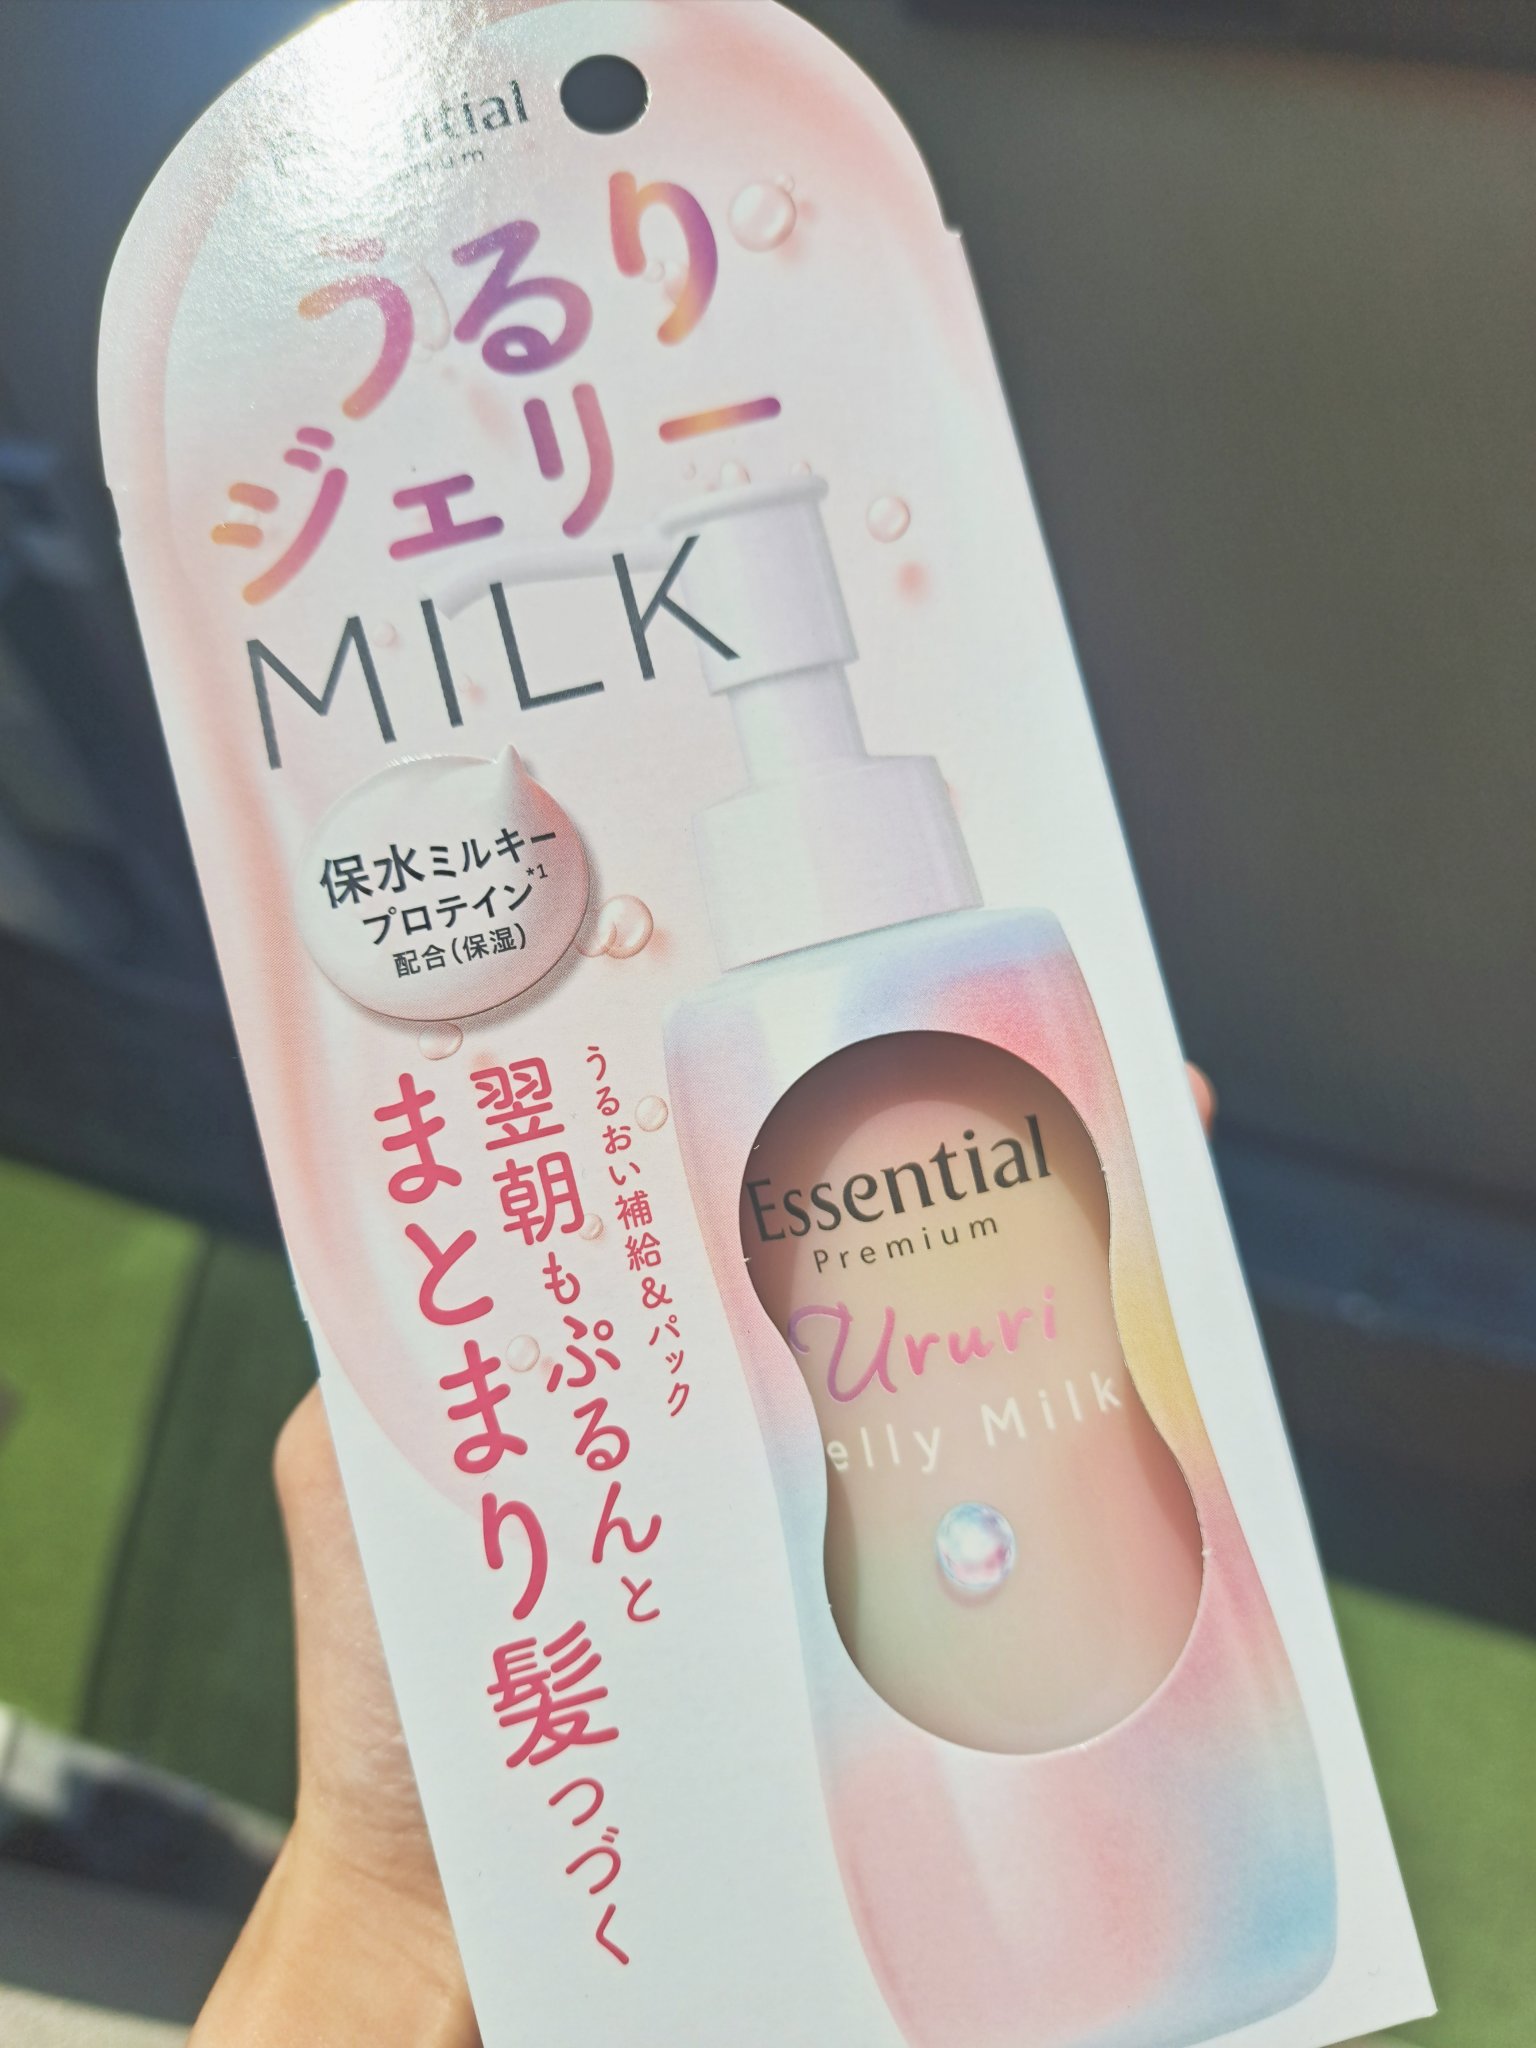 Essential
Premium
うるり
ジェリー
MILK
保水ミルキー
プロテイン*1
配合(保湿)
うるおい補給&パック
翌朝もぷるんと
まとまり髪つづく
Essential
Premium
Ururi
elly Milk